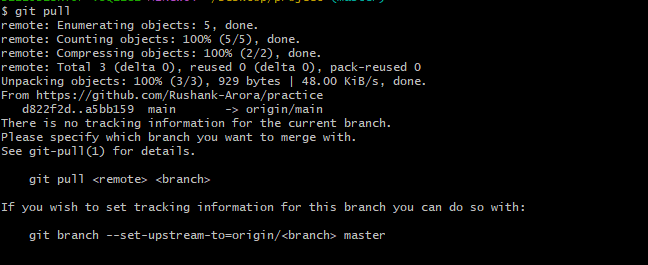 $ git pull
remote: Enumerating objects: 5, done.
remote: Counting objects: 100% (5/5), done.
remote: Compressing objects: 100% (2/2), done.
remote: Total 3 (delta 0), reused 0 (delta 0), pack-reused 0
Unpacking objects: 100% (3/3), 929 bytes | 48.00 KiB/s, done.
From https://github.com/Rushank-Arora/practice
   d822f2d..a5bb159  main       -> origin/main
There is no tracking information for the current branch.
Please specify which branch you want to merge with.
See git-pull(1) for details.

    git pull <remote> <branch>

If you wish to set tracking information for this branch you can do so with:

    git branch --set-upstream-to=origin/<branch> master